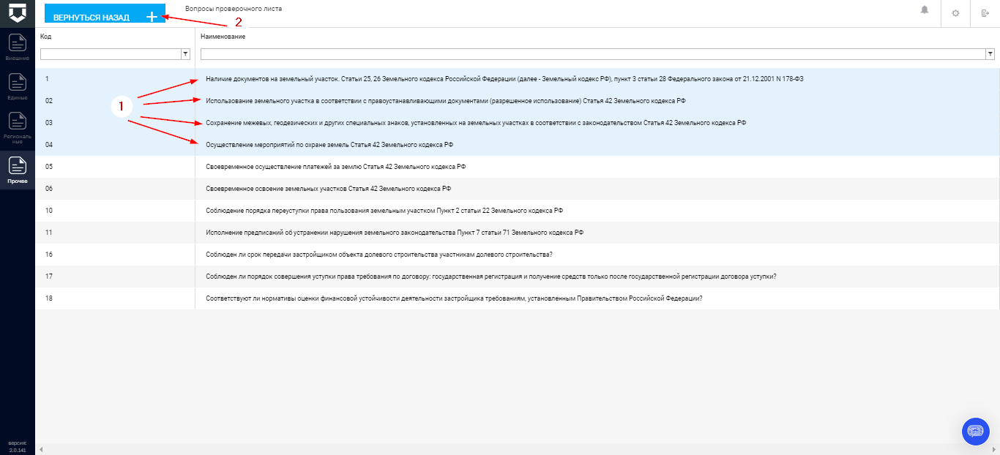 ВЕРНУТЬСЯ НАЗАД
Вопросы проверочного листа
2
Код
Наименование
Внешние
Единые
Региональ
ные
Прочее
1
1 Наличие документов на земельный участок. Статьи 25, 26 Земельного кодекса Российской Федерации (далее - Земельный кодекс РФ), пункт 3 статьи 28 Федерального закона от 21.12.2001 N 178-ФЗ
02 Использование земельного участка в соответствии с правоустанавливающими документами (разрешенное использование) Статья 42 Земельного кодекса РФ
03 Сохранение межевых, геодезических и других специальных знаков, установленных на земельных участках в соответствии с законодательством Статья 42 Земельного кодекса РФ
04 Осуществление мероприятий по охране земель Статья 42 Земельного кодекса РФ
05 Своевременное осуществление платежей за землю Статья 42 Земельного кодекса РФ
06 Своевременное освоение земельных участков Статья 42 Земельного кодекса РФ
10 Соблюдение порядка переуступки права пользования земельным участком Пункт 2 статьи 22 Земельного кодекса РФ
11 Исполнение предписаний об устранении нарушения земельного законодательства Пункт 7 статьи 71 Земельного кодекса РФ
16 Соблюден ли срок передачи застройщиком объекта долевого строительства участникам долевого строительства?
17 Соблюден ли порядок совершения уступки права требования по договору: государственная регистрация и получение средств только после государственной регистрации договора уступки?
18 Соответствуют ли нормативы оценки финансовой устойчивости деятельности застройщика требованиям, установленным Правительством Российской Федерации?
версия:
2.0.141